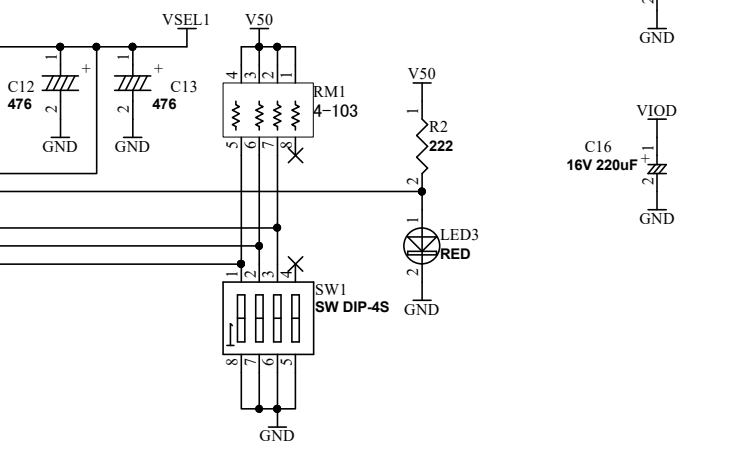 VSEL1
V50
GND
1
+
1
+
C12
476
C13
476
2
2
GND
GND
4
3
2
1
RM1
4-103
5
6
7
8
V50
1
R2
222
2
VIOD
C16
16V 220uF
+
1
2
GND
1
LED3
RED
2
GND
1
2
3
4
SW1
SW DIP-4S
1
8
7
6
5
GND